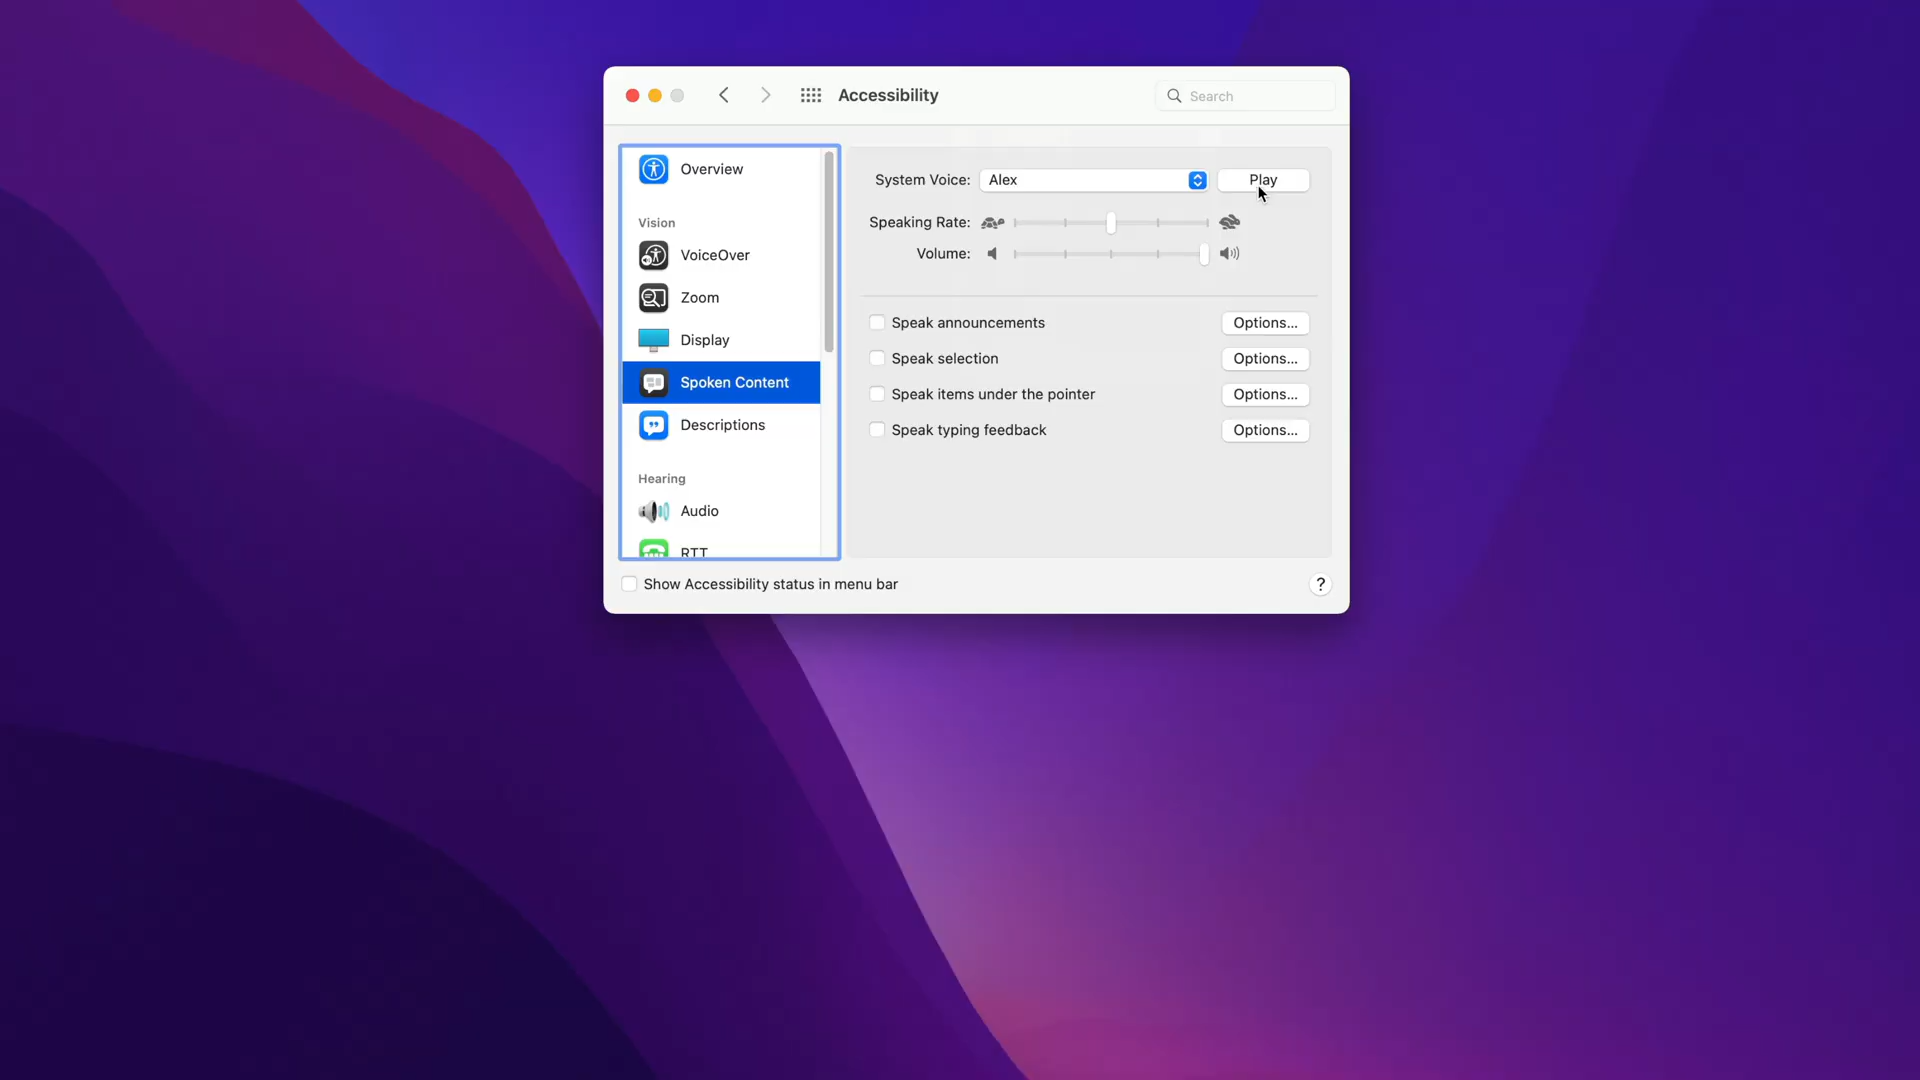 Accessibility
Search
Overview
Vision
VoiceOver
Zoom
Display
Spoken Content
Descriptions
Hearing
Audio
RTT
System Voice: Alex Play
Speaking Rate:
Volume:
Speak announcements Options...
Speak selection Options...
Speak items under the pointer Options...
Speak typing feedback Options...
Show Accessibility status in menu bar ?